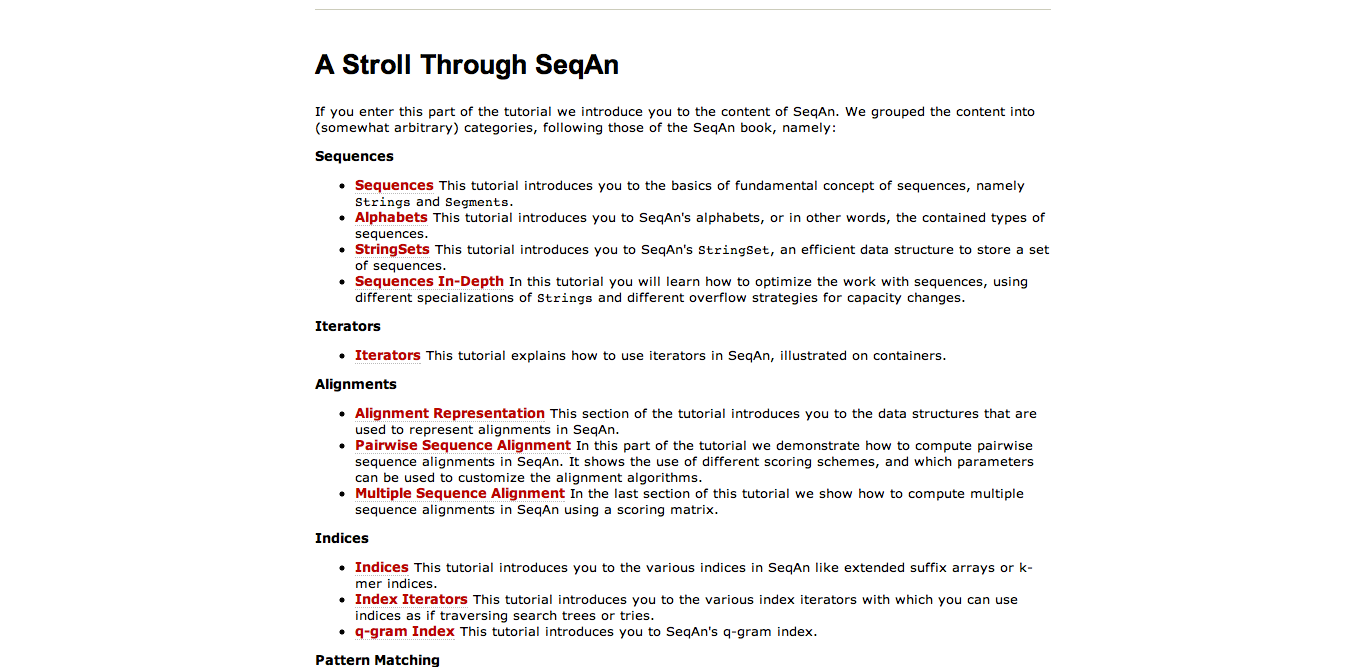 A Stroll Through SeqAn
If you enter this part of the tutorial we introduce you to the content of SeqAn. We grouped the content into
(somewhat arbitrary) categories, following those of the SeqAn book, namely:
Sequences
• Sequences This tutorial introduces you to the basics of fundamental concept of sequences, namely
Strings and Segments.
• Alphabets This tutorial introduces you to SeqAn's alphabets, or in other words, the contained types of
sequences.
• StringSets This tutorial introduces you to SeqAn's StringSet, an efficient data structure to store a set
of sequences.
• Sequences In-Depth In this tutorial you will learn how to optimize the work with sequences, using
different specializations of Strings and different overflow strategies for capacity changes.
Iterators
• Iterators This tutorial explains how to use iterators in SeqAn, illustrated on containers.
Alignments
• Alignment Representation This section of the tutorial introduces you to the data structures that are
used to represent alignments in SeqAn.
• Pairwise Sequence Alignment In this part of the tutorial we demonstrate how to compute pairwise
sequence alignments in SeqAn. It shows the use of different scoring schemes, and which parameters
can be used to customize the alignment algorithms.
• Multiple Sequence Alignment In the last section of this tutorial we show how to compute multiple
sequence alignments in SeqAn using a scoring matrix.
Indices
• Indices This tutorial introduces you to the various indices in SeqAn like extended suffix arrays or k-
mer indices.
• Index Iterators This tutorial introduces you to the various index iterators with which you can use
indices as if traversing search trees or tries.
• q-gram Index This tutorial introduces you to SeqAn's q-gram index.
Pattern Matching